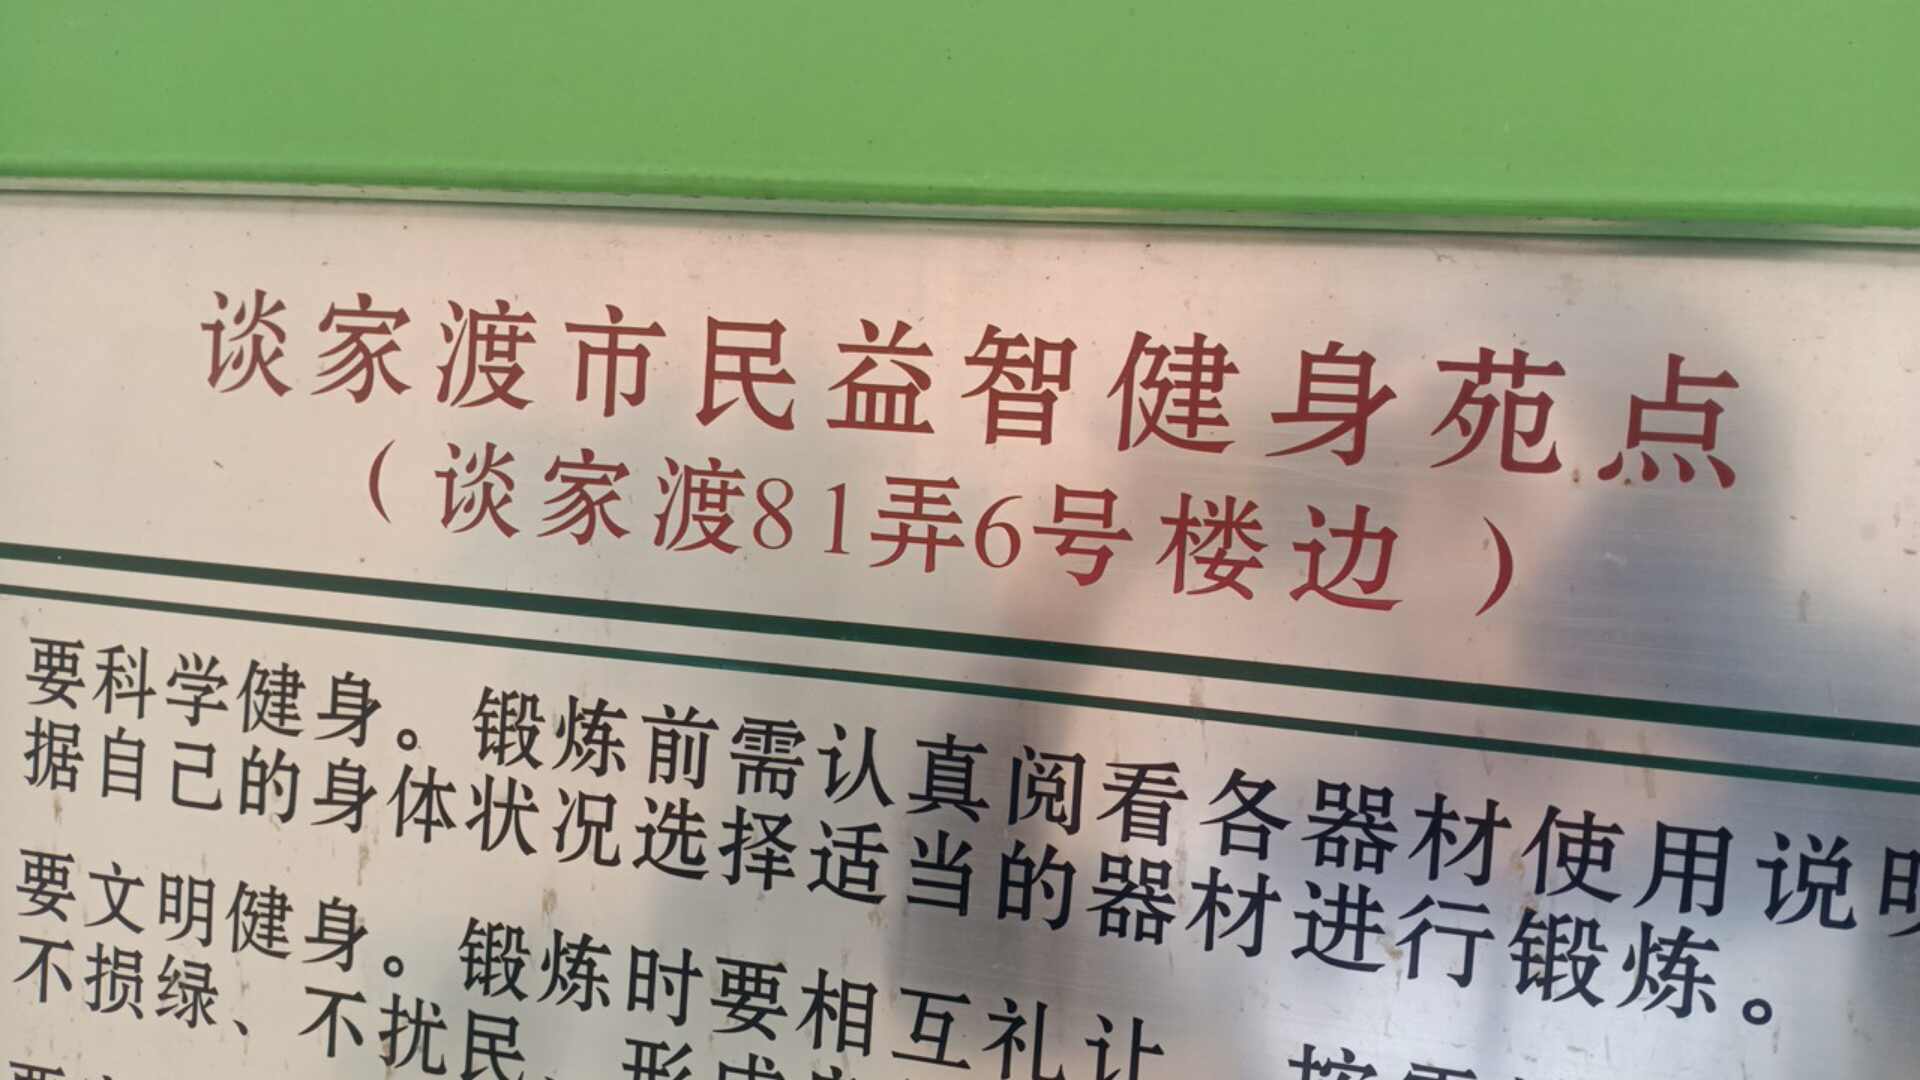 谈家渡市民益智健身苑点
（谈家渡81弄6号楼边）
要科学健身。锻炼前需认真阅看各器材使用说明
据自己的身体状况选择适当的器材进行锻炼。
要文明健身。锻炼时要相互礼让
不损绿、不扰民、形成